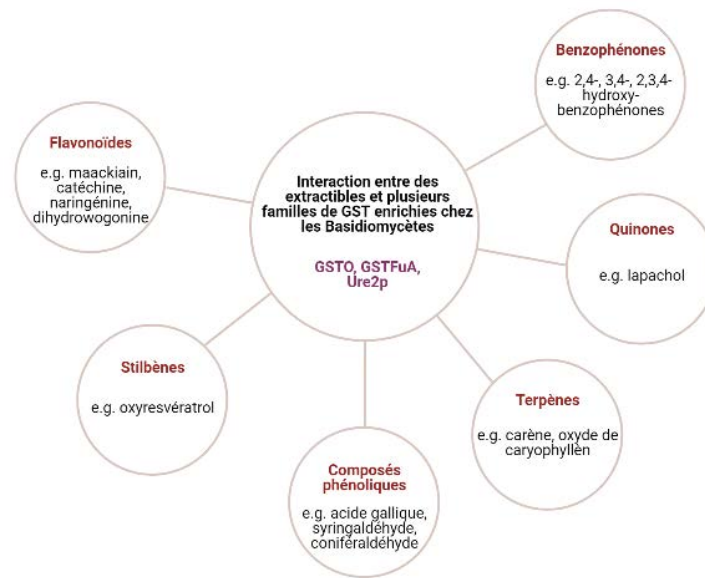 Benzophénones
e.g. 2,4-, 3,4-, 2,3,4-
hydroxy-
benzophénones
Flavonoïdes
e.g. maackiain,
catéchine,
naringénine,
dihydrowogonine
Interaction entre des
extractibles et plusieurs
familles de GST enrichies chez
les Basidiomycètes
GSTO, GSTFuA,
Ure2p
Quinones
e.g. lapachol
Stilbènes
e.g. oxyresvératrol
Terpènes
e.g. carène, oxyde de
caryophyllèn
Composés
phénoliques
e.g. acide gallique,
syringaldéhyde,
coniféraldéhyde